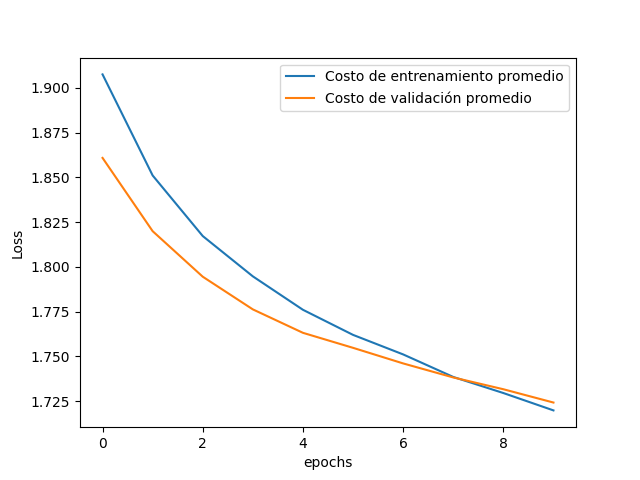 Costo de entrenamiento promedio
Costo de validación promedio
1.900
1.875
1.850
1.825
1.800
1.775
1.750
1.725
Loss
0 2 4 6 8
epochs